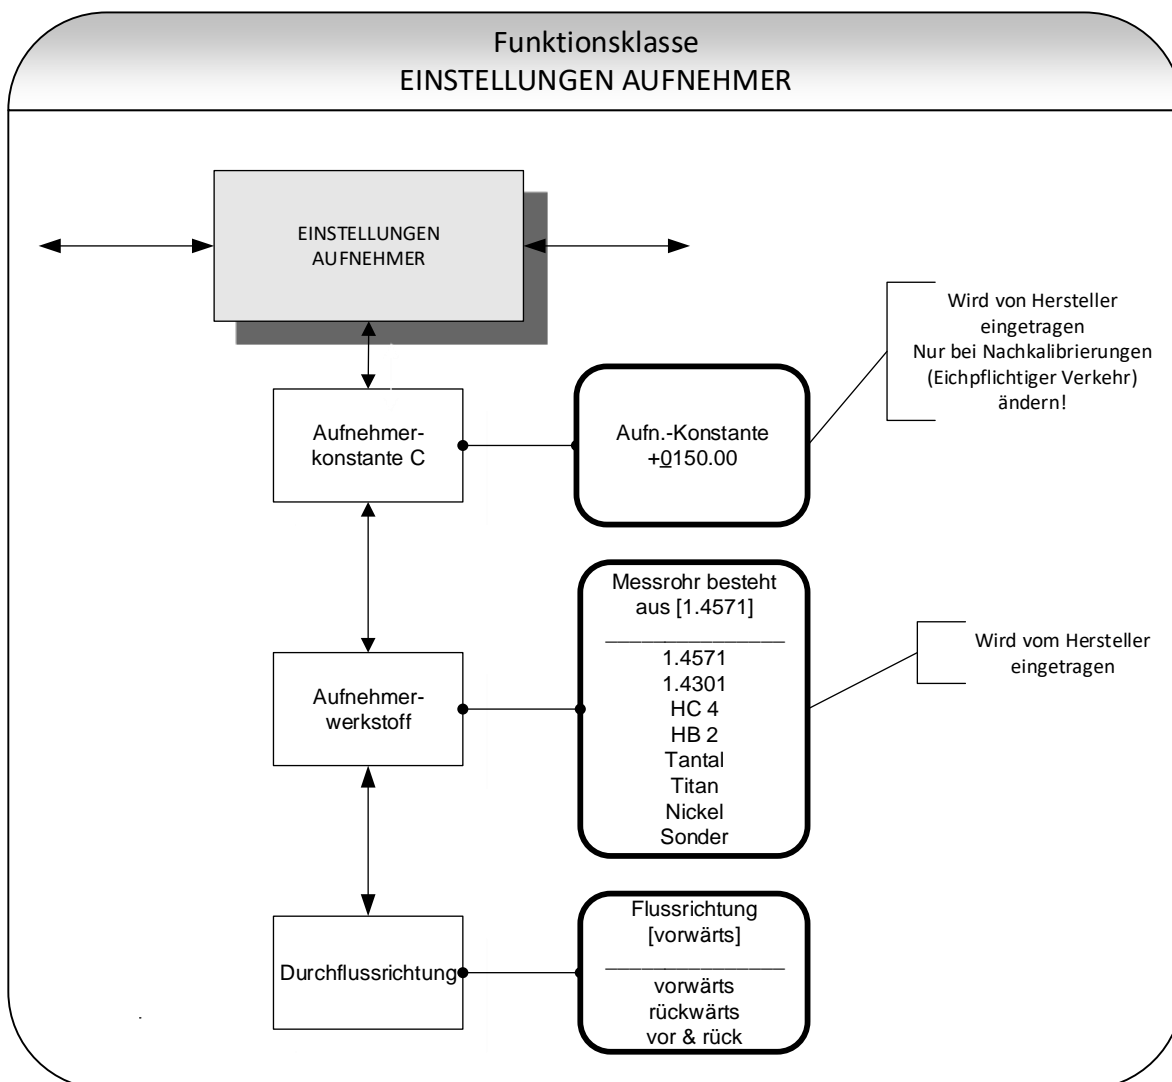 Funktionsklasse
EINSTELLUNGEN AUFNEHMER
EINSTELLUNGEN
AUFNEHMER
Wird von Hersteller
eingetragen
Nur bei Nachkalibrierungen
(Eichpflichtiger Verkehr)
ändern!
Aufnehmer-
konstante C
Aufn.-Konstante
+0150.00
Messrohr besteht
aus [1.4571]
1.4571
1.4301
HC 4
HB 2
Tantal
Titan
Nickel
Sonder
Wird vom Hersteller
eingetragen
Aufnehmer-
werkstoff
Durchflussrichtung
Flussrichtung
[vorwärts]
vorwärts
rückwärts
vor & rück